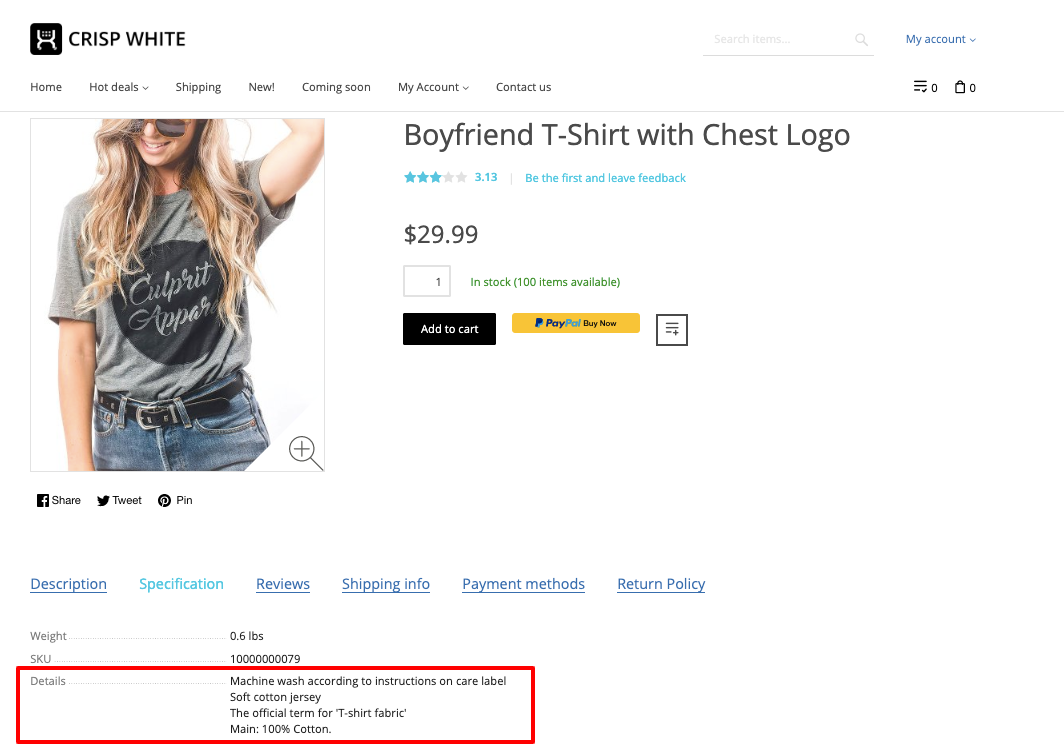 CRISP WHITE
Search items...
My account
Home Hot deals Shipping New! Coming soon My Account Contact us 0 0
Boyfriend T-Shirt with Chest Logo
3.13 | Be the first and leave feedback
$29.99
1 In stock (100 items available)
Add to cart PayPal Buy Now
Culprit
Appare
Share Tweet Pin
Description Specification Reviews Shipping info Payment methods Return Policy
Weight 0.6 lbs
SKU 10000000079
Details Machine wash according to instructions on care label
Soft cotton jersey
The official term for 'T-shirt fabric'
Main: 100% Cotton.